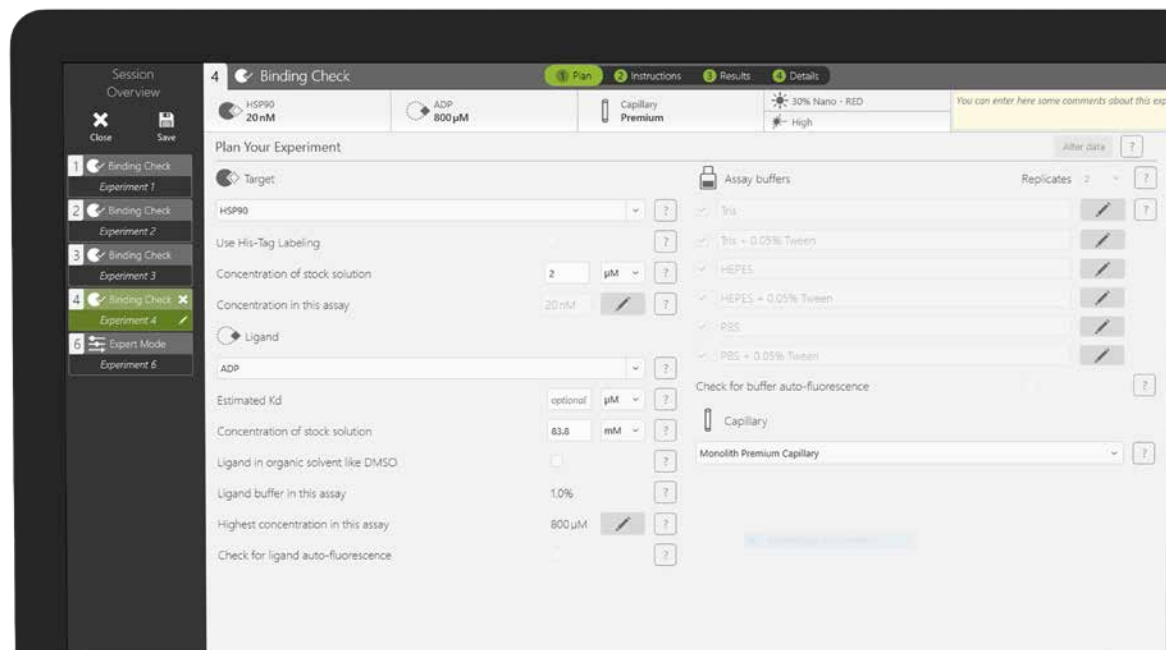 Session
Overview
Close
Save
1 Binding Check
Experiment 1
2 Binding Check
Experiment 2
3 Binding Check
Experiment 3
4 Binding Check
Experiment 4
6 Expert Mode
Experiment 6
4 Binding Check
1 Plan
2 Instructions
3 Results
4 Details
HSP90
20 nM
ADP
800 µM
Capillary
Premium
30% Nano - RED
High
You can enter here some comments about this exp
Plan Your Experiment
Alter data ?
Target
HSP90 ?
Use His-Tag Labeling ?
Concentration of stock solution 2 µM ?
Concentration in this assay 20 nM ?
Ligand
ADP ?
Estimated Kd optional µM ?
Concentration of stock solution 83.8 mM ?
Ligand in organic solvent like DMSO ?
Ligand buffer in this assay 1.0% ?
Highest concentration in this assay 800 µM ?
Check for ligand auto-fluorescence ?
Assay buffers Replicates 2 ?
Tris ?
Tris + 0.05% Tween
HEPES
HEPES + 0.05% Tween
PBS
PBS + 0.05% Tween
Check for buffer auto-fluorescence ?
Capillary
Monolith Premium Capillary ?